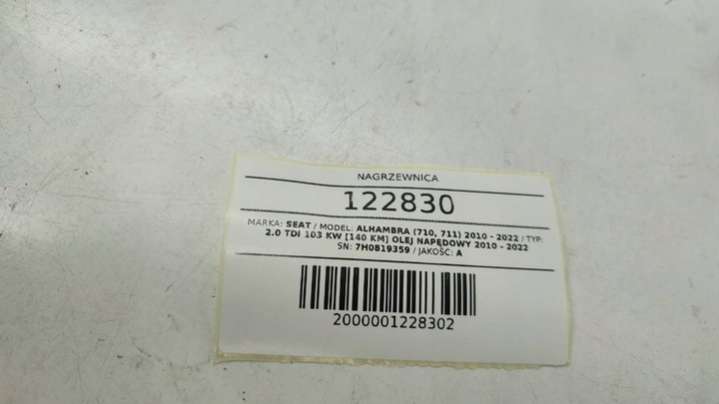 NAGRZEWNICA
122830
MARKA: SEAT / MODEL: ALHAMBRA (710, 711) 2010 - 2022 / TYP:
2.0 TDI 103 KW [140 KM] OLEJ NAPĘDOWY 2010 - 2022
SN: 7H0819359 / JAKOŚC: A
2000001228302